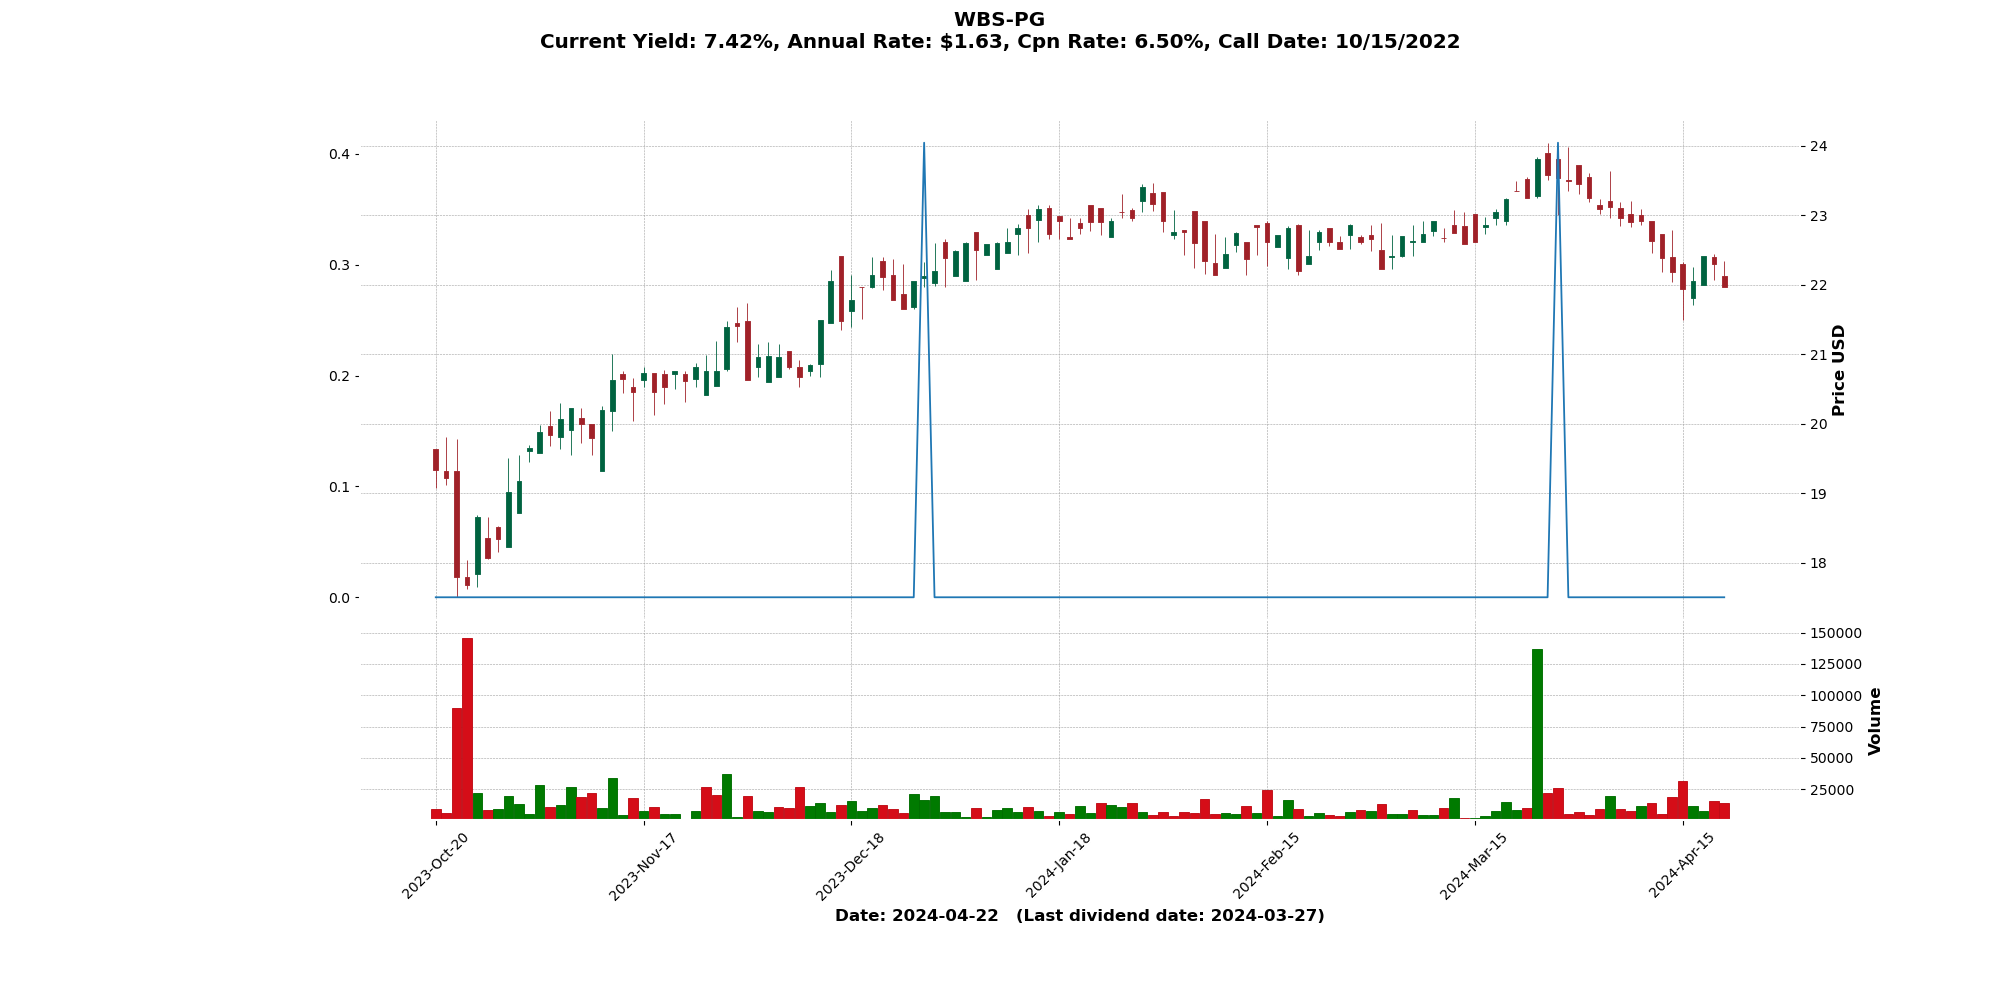 WBS-PG
Current Yield: 7.42%, Annual Rate: $1.63, Cpn Rate: 6.50%, Call Date: 10/15/2022
0.4
0.3
0.2
0.1
0.0
24
23
22
21
20
19
18
Price USD
150000
125000
100000
75000
50000
25000
Volume
2023-Oct-20
2023-Nov-17
2023-Dec-18
2024-Jan-18
2024-Feb-15
2024-Mar-15
2024-Apr-15
Date: 2024-04-22 (Last dividend date: 2024-03-27)